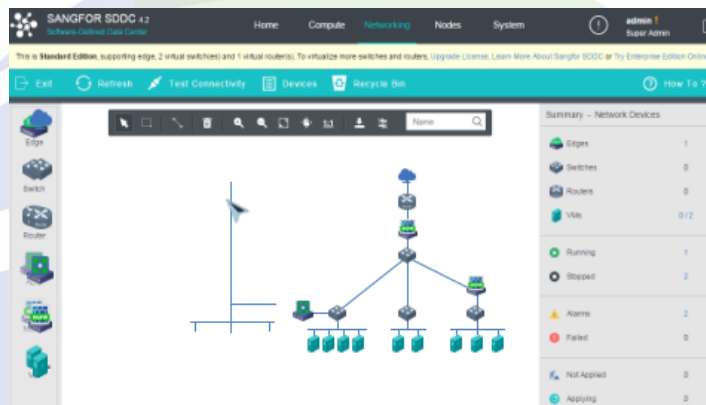 SANGFOR SDDC 4.2
Software-Defined Data Center
Home Compute Networking Nodes System
admin !
Super Admin
This is Standard Edition, supporting edge, 2 virtual switch(es) and 1 virtual router(s). To virtualize more switches and routers, Upgrade License, Learn More About Sangfor SDDC or Try Enterprise Edition Online
Exit Refresh Test Connectivity Devices Recycle Bin How To ?
Name
Summary - Network Devices
Edge
Switch
Router
Edges 1
Switches 0
Routers 0
VMs 0 / 2
Running 1
Stopped 2
Alarms 2
Failed 0
Not Applied 0
Applying 0